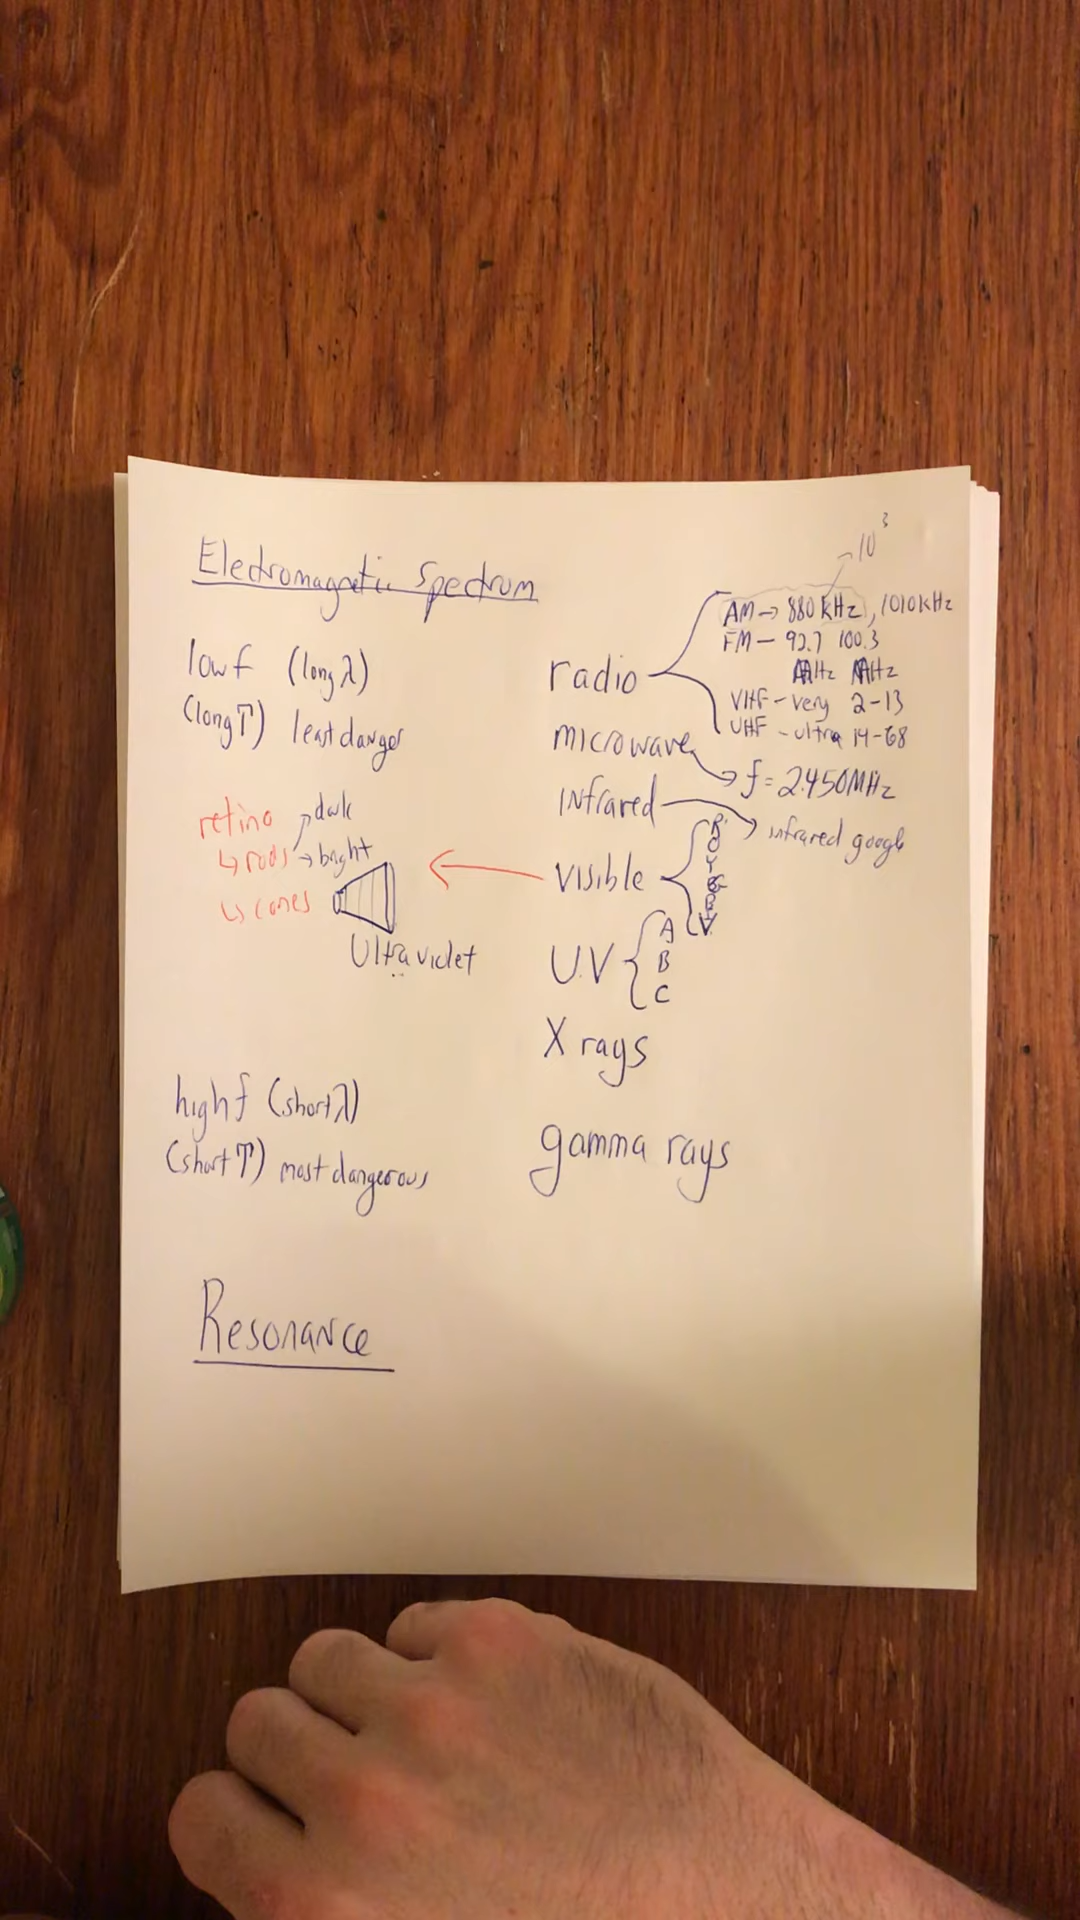 Electromagnetic Spectrum
low f (long λ)
(long T) least danger
retina
↳ rods → dark
→ bright
↳ cones
Ultraviolet
high f (short λ)
(short T) most dangerous
Resonance
10³
radio
AM → 880 kHz, 1010 kHz
FM — 92.7 100.3
MHz MHz
VHF - very 2-13
UHF - ultra 14-68
microwave
→ f = 2.450MHz
infrared → infrared google
visible
R
O
Y
G
B
I
V
U.V
A
B
C
X rays
gamma rays